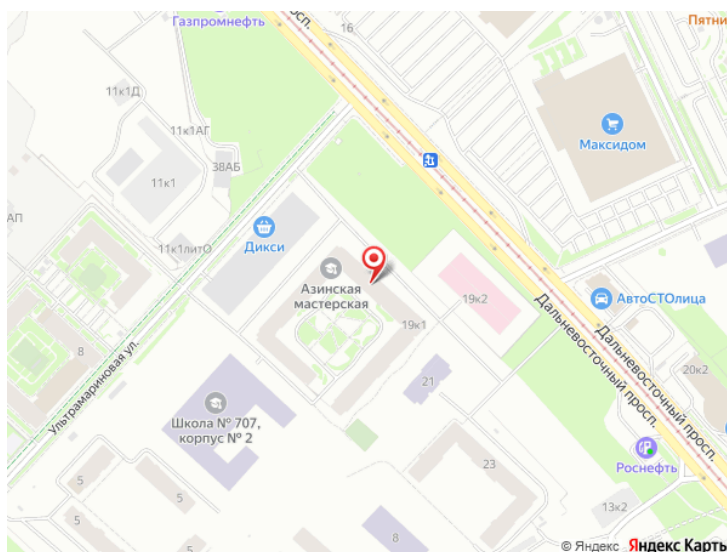 Газпромнефть
просп.
16
Пятни
11к1Д
11к1АГ
38АБ
11к1
Максидом
АП
11к1литО
Дикси
Азинская
мастерская
19к2
АвтоСТОлица
19к1
8
Ультрамариновая ул.
21
Дальневосточный просп.
Дальневосточный просп.
20к2
Школа № 707,
корпус № 2
Роснефть
23
5
5
13к2
8
© Яндекс Яндекс Карты